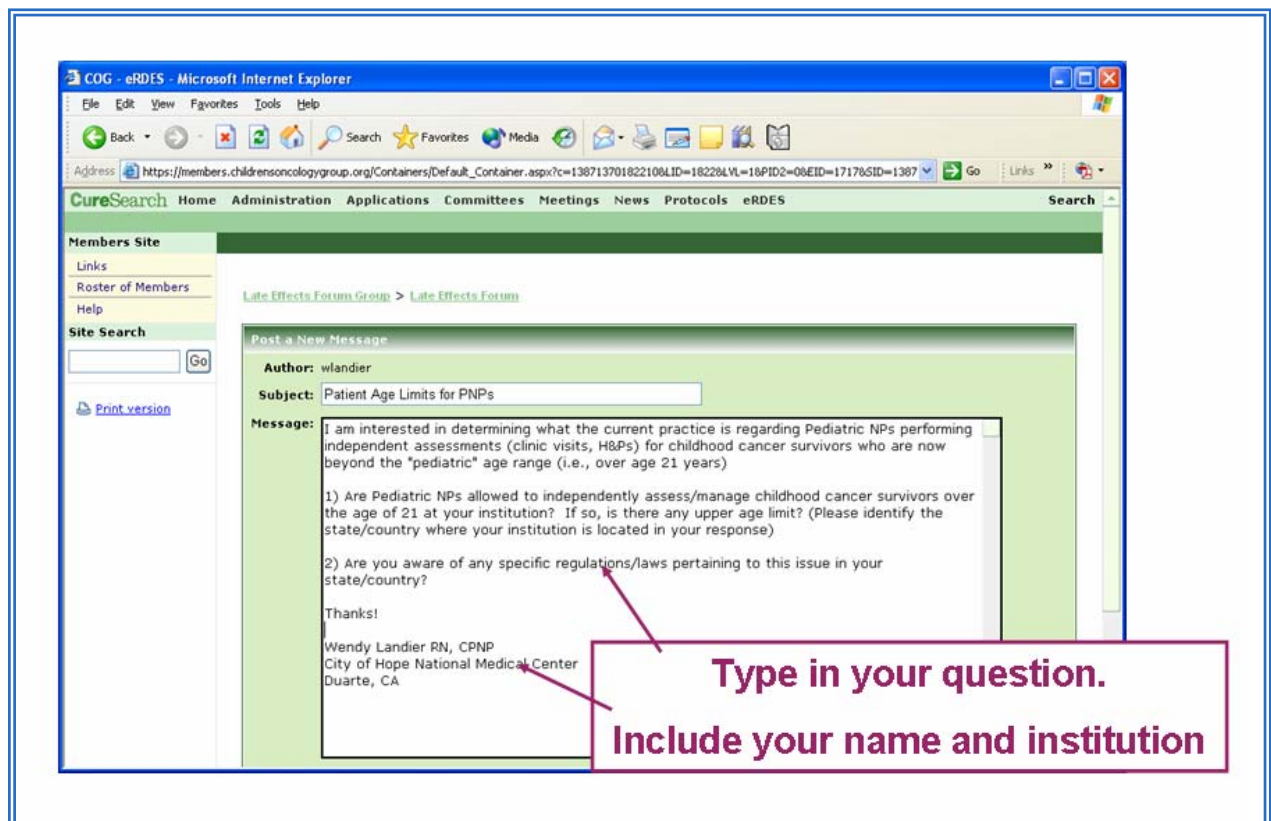 COG - eRDES - Microsoft Internet Explorer
File Edit View Favorites Tools Help
Back Search Favorites Media
Address https://members.childrensoncologygroup.org/Containers/Default_Container.aspx?c=13871370182210&LID=1822&LVL=1&PID2=0&EID=1717&SID=1387 Go Links »
CureSearch Home Administration Applications Committees Meetings News Protocols eRDES Search
Members Site
Links
Roster of Members
Help
Site Search
Go
Print version
Late Effects Forum Group > Late Effects Forum
Post a New Message
Author: wlandier
Subject: Patient Age Limits for PNPs
Message: I am interested in determining what the current practice is regarding Pediatric NPs performing
independent assessments (clinic visits, H&Ps) for childhood cancer survivors who are now
beyond the "pediatric" age range (i.e., over age 21 years)
1) Are Pediatric NPs allowed to independently assess/manage childhood cancer survivors over
the age of 21 at your institution? If so, is there any upper age limit? (Please identify the
state/country where your institution is located in your response)
2) Are you aware of any specific regulations/laws pertaining to this issue in your
state/country?
Thanks!
Wendy Landier RN, CPNP
City of Hope National Medical Center
Duarte, CA
Type in your question.
Include your name and institution